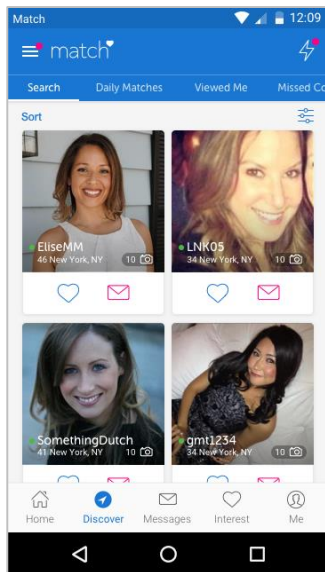 Match 12:09
match
Search Daily Matches Viewed Me Missed Co
Sort
EliseMM
46 New York, NY 10
LNK05
34 New York, NY 10
SomethingDutch
41 New York, NY 10
gmt1234
34 New York, NY 10
Home Discover Messages Interest Me